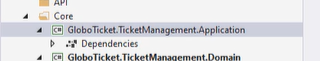 API
Core
GloboTicket.TicketManagement.Application
Dependencies
GloboTicket.TicketManagement.Domain